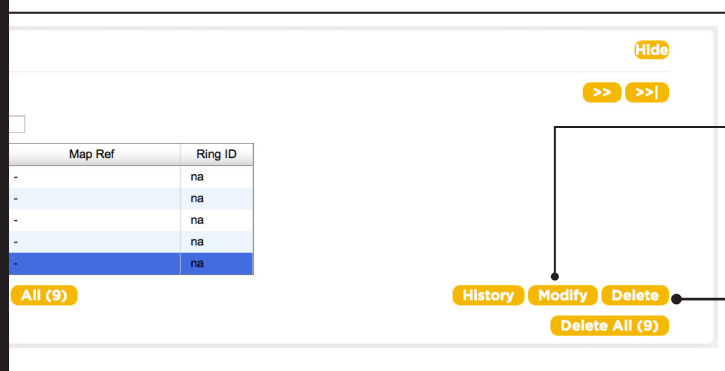 Hide
>> >>|
Map Ref Ring ID
- na
- na
- na
- na
- na
All (9) History Modify Delete
Delete All (9)